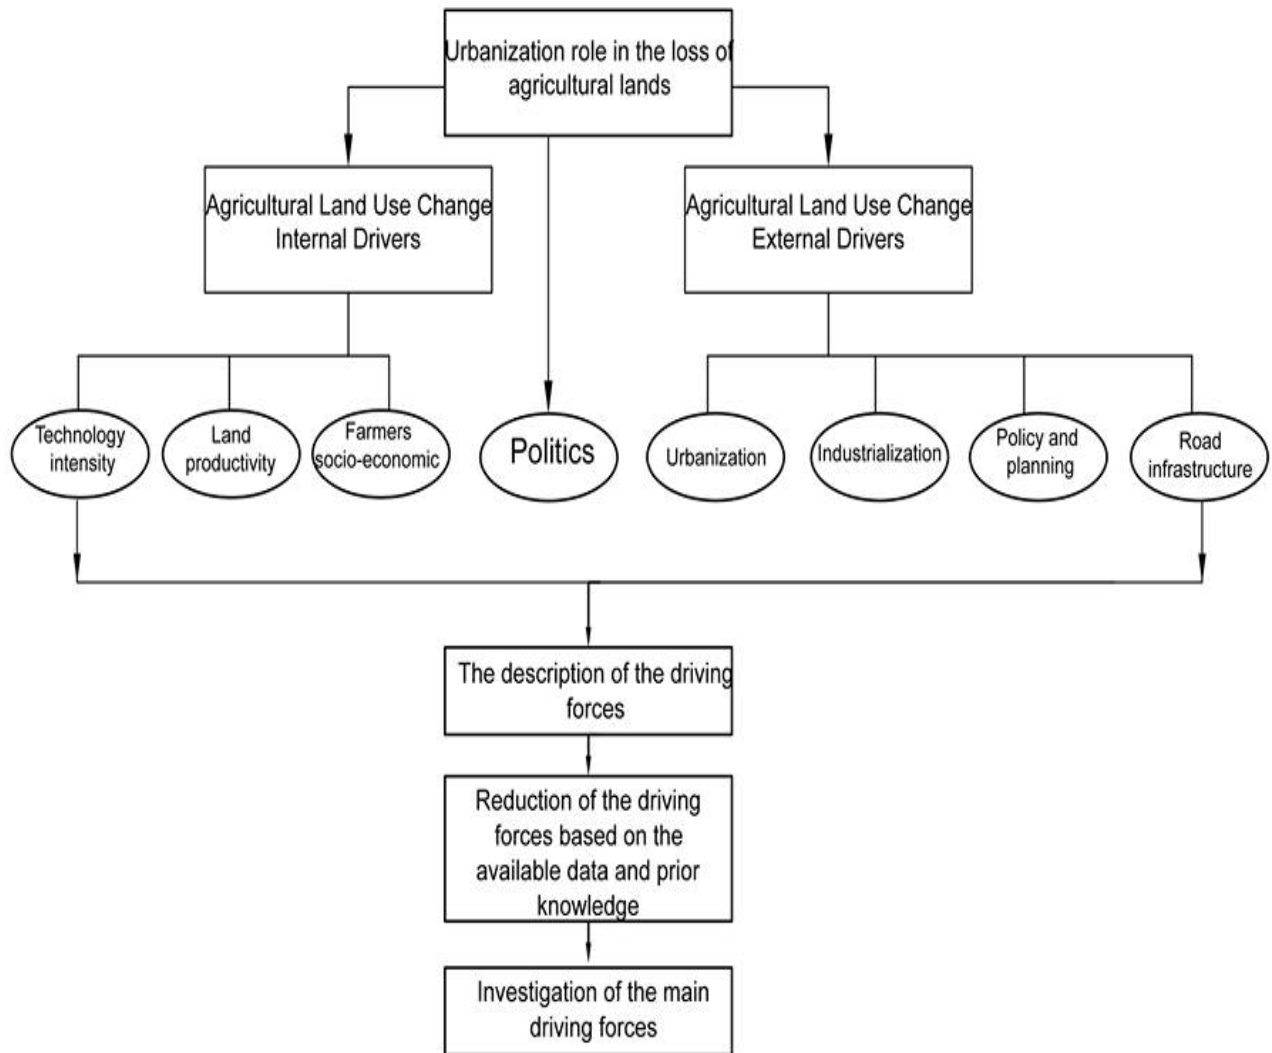 Urbanization role in the loss of
agricultural lands
Agricultural Land Use Change
Internal Drivers
Agricultural Land Use Change
External Drivers
Technology
intensity
Land
productivity
Farmers
socio-economic
Politics
Urbanization
Industrialization
Policy and
planning
Road
infrastructure
The description of the driving
forces
Reduction of the driving
forces based on the
available data and prior
knowledge
Investigation of the main
driving forces